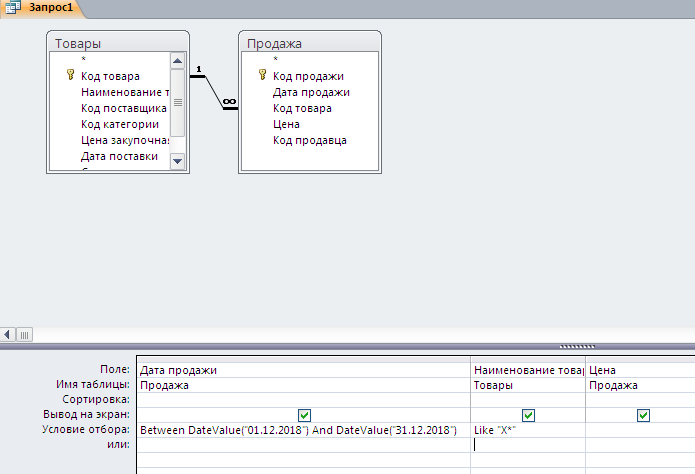 Запрос1
Товары
*
Код товара
Наименование т
Код поставщика
Код категории
Цена закупочная
Дата поставки
1
∞
Продажа
*
Код продажи
Дата продажи
Код товара
Цена
Код продавца
Поле: Дата продажи Наименование товар Цена
Имя таблицы: Продажа Товары Продажа
Сортировка:
Вывод на экран:
Условие отбора: Between DateValue("01.12.2018") And DateValue("31.12.2018") Like "Х*"
или: